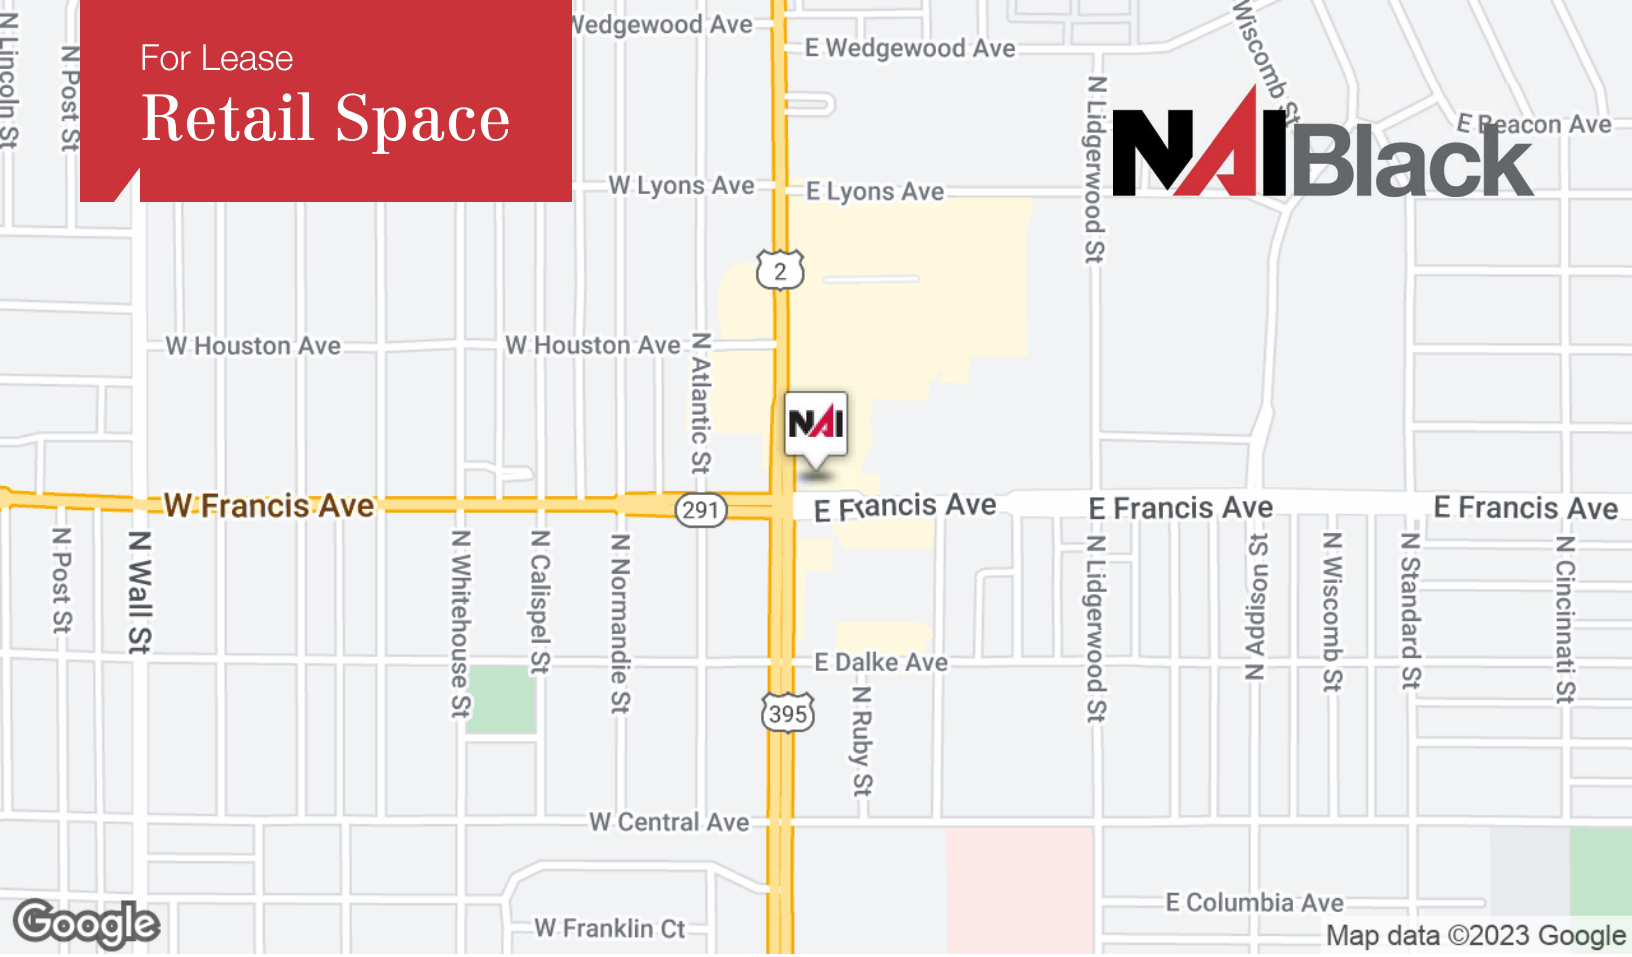 For Lease
Retail Space
NAIBlack
Wedgewood Ave
E Wedgewood Ave
N Lincoln St
N Post St
N Lidgerwood St
Wiscomb St
E Beacon Ave
W Lyons Ave
E Lyons Ave
2
W Houston Ave
W Houston Ave
N Atlantic St
NAI
W Francis Ave
291
E Francis Ave
E Francis Ave
E Francis Ave
N Post St
N Wall St
N Whitehouse St
N Calispel St
N Normandie St
N Lidgerwood St
N Addison St
N Wiscomb St
N Standard St
N Cincinnati St
E Dalke Ave
395
N Ruby St
W Central Ave
E Columbia Ave
W Franklin Ct
Google
Map data ©2023 Google